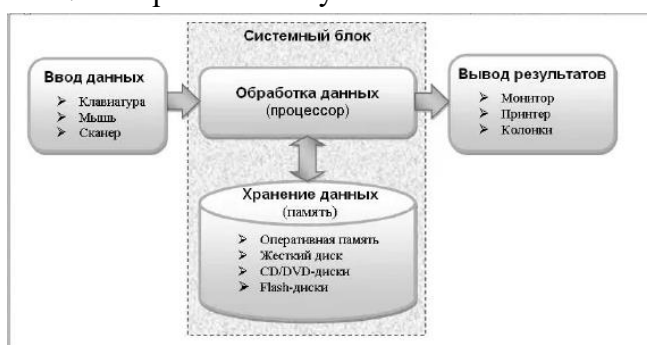 Системный блок
Ввод данных
➢ Клавиатура
➢ Мышь
➢ Сканер
Обработка данных
(процессор)
Вывод результатов
➢ Монитор
➢ Принтер
➢ Колонки
Хранение данных
(память)
➢ Оперативная память
➢ Жесткий диск
➢ CD/DVD-диски
➢ Flash-диски